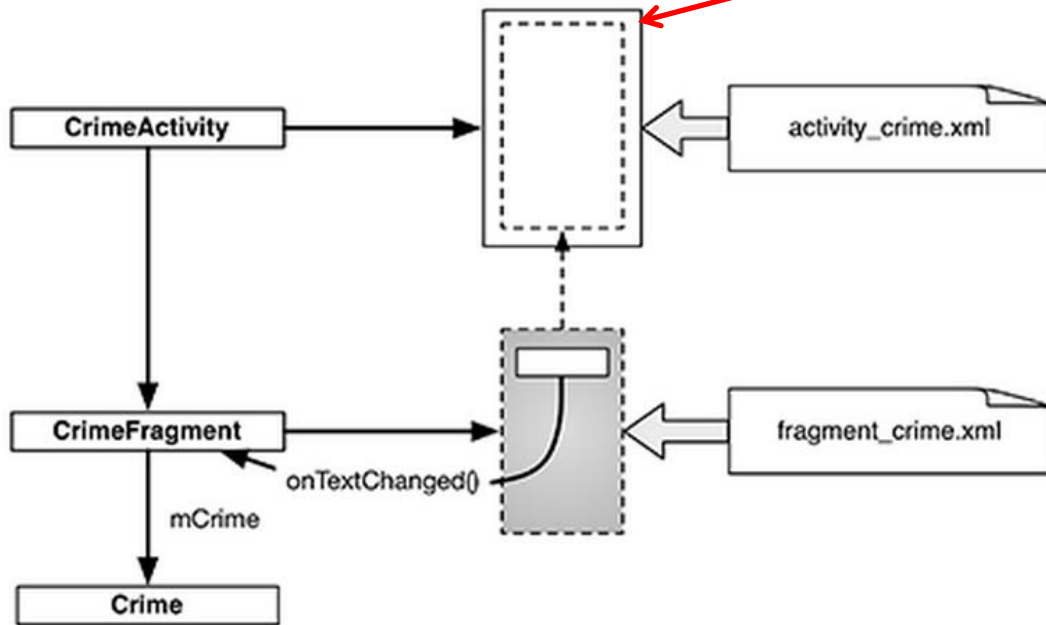 CrimeActivity
activity_crime.xml
CrimeFragment
fragment_crime.xml
onTextChanged()
mCrime
Crime